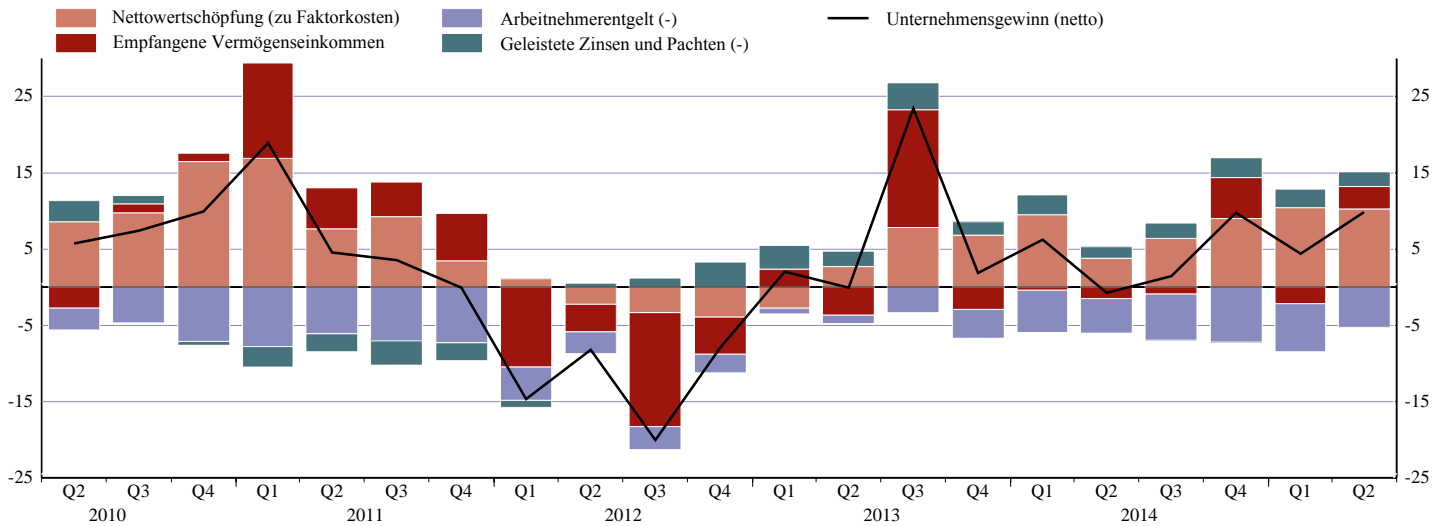 Nettowertschöpfung (zu Faktorkosten) Arbeitnehmerentgelt (-) Unternehmensgewinn (netto)
Empfangene Vermögenseinkommen Geleistete Zinsen und Pachten (-)
25 25
15 15
5 5
-5 -5
-15 -15
-25 -25
Q2 Q3 Q4 Q1 Q2 Q3 Q4 Q1 Q2 Q3 Q4 Q1 Q2 Q3 Q4 Q1 Q2 Q3 Q4 Q1 Q2
2010 2011 2012 2013 2014